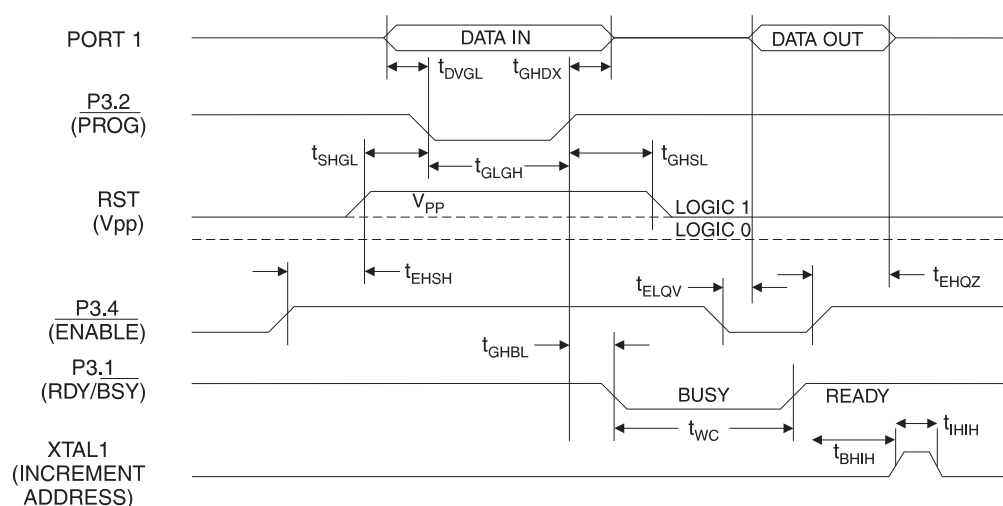 PORT 1
DATA IN
DATA OUT
tDVGL
tGHDX
P3.2
(PROG)
tSHGL
tGLGH
tGHSL
RST
(Vpp)
VPP
LOGIC 1
LOGIC 0
tEHSH
tELQV
tEHQZ
P3.4
(ENABLE)
tGHBL
P3.1
(RDY/BSY)
BUSY
READY
tWC
tIHIH
tBHIH
XTAL1
(INCREMENT
ADDRESS)